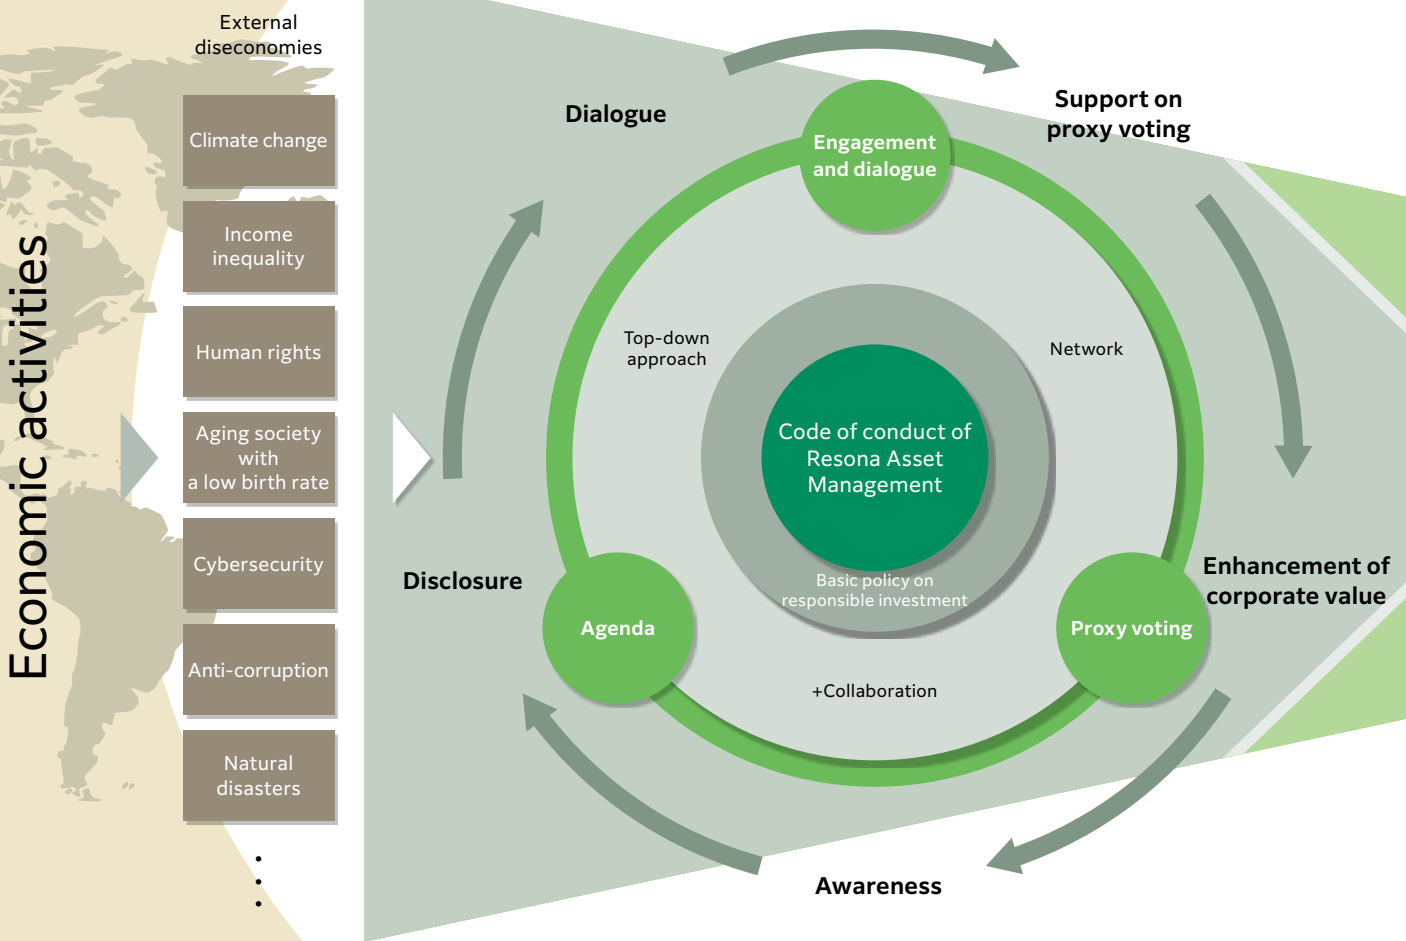 Economic activities
External
diseconomies
Climate change
Income
inequality
Human rights
Aging society
with
a low birth rate
Cybersecurity
Anti-corruption
Natural
disasters
Dialogue
Support on
proxy voting
Engagement
and dialogue
Top-down
approach
Network
Code of conduct of
Resona Asset
Management
Basic policy on
responsible investment
Disclosure
Enhancement of
corporate value
Agenda
Proxy voting
+Collaboration
Awareness